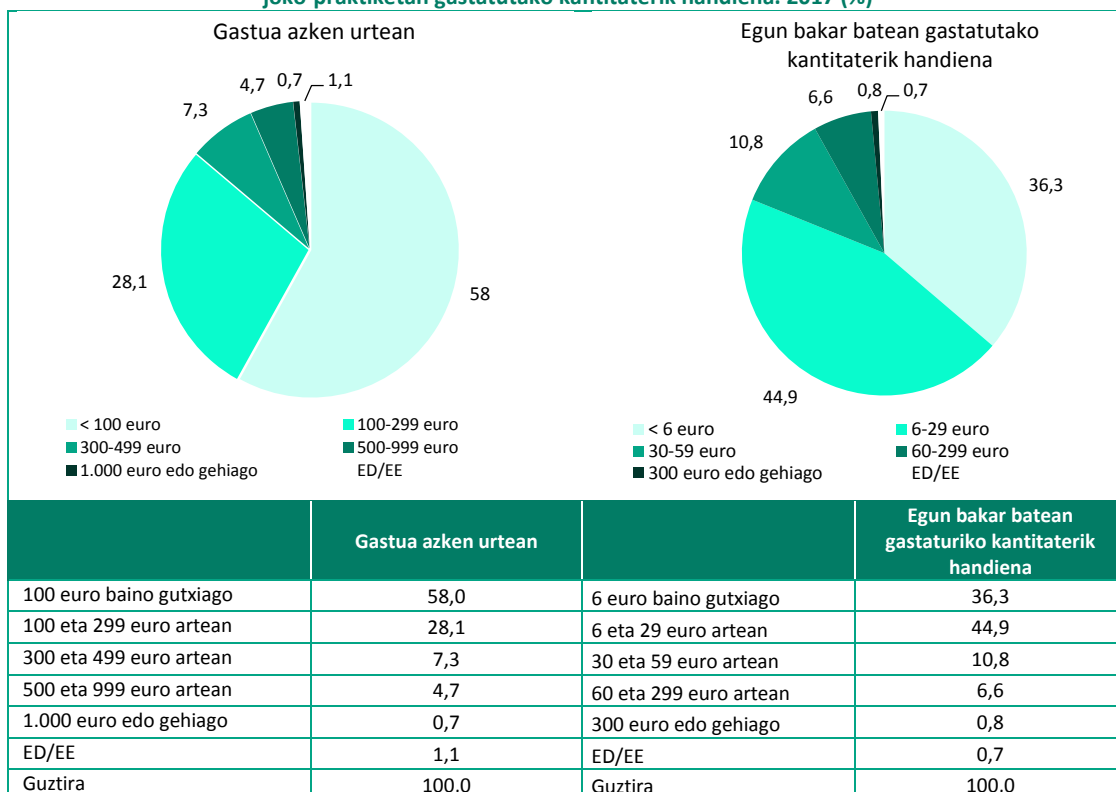 joko-praktiketan gastatutako kantitaterik handiena. 2017 (%)
Gastua azken urtean
0,7
1,1
4,7
7,3
28,1
58
< 100 euro
100-299 euro
300-499 euro
500-999 euro
1.000 euro edo gehiago
ED/EE
Egun bakar batean gastatutako
kantitaterik handiena
0,8
0,7
6,6
10,8
36,3
44,9
< 6 euro
6-29 euro
30-59 euro
60-299 euro
300 euro edo gehiago
ED/EE
Gastua azken urtean
Egun bakar batean
gastaturiko kantitaterik
handiena
100 euro baino gutxiago 58,0 6 euro baino gutxiago 36,3
100 eta 299 euro artean 28,1 6 eta 29 euro artean 44,9
300 eta 499 euro artean 7,3 30 eta 59 euro artean 10,8
500 eta 999 euro artean 4,7 60 eta 299 euro artean 6,6
1.000 euro edo gehiago 0,7 300 euro edo gehiago 0,8
ED/EE 1,1 ED/EE 0,7
Guztira 100,0 Guztira 100,0